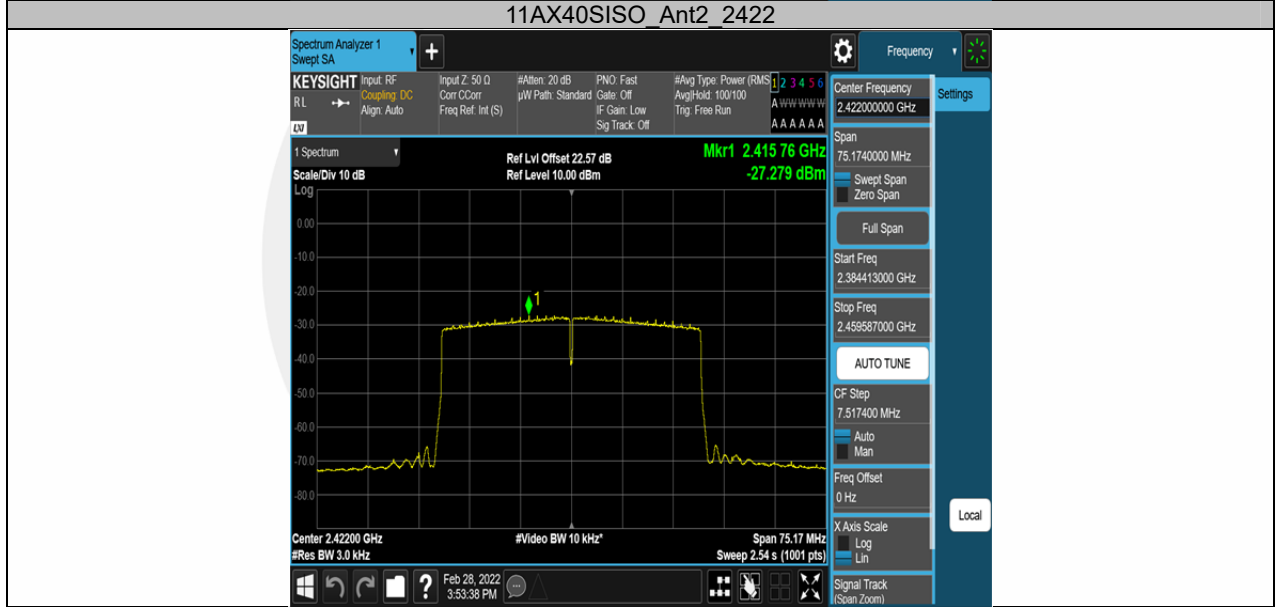 11AX40SISO_Ant2_2422
Spectrum Analyzer 1
Swept SA
Frequency
KEYSIGHT
Input: RF
Input Z: 50 Ω
#Atten: 20 dB
PNO: Fast
#Avg Type: Power (RMS
1 2 3 4 5 6
RL
Coupling: DC
Corr CCorr
µW Path: Standard
Gate: Off
Avg|Hold: 100/100
A W W W W W
Align: Auto
Freq Ref: Int (S)
IF Gain: Low
Trig: Free Run
LXI
Sig Track: Off
A A A A A A
1 Spectrum
Ref Lvl Offset 22.57 dB
Mkr1 2.415 76 GHz
Scale/Div 10 dB
Ref Level 10.00 dBm
-27.279 dBm
Log
0.00
-10.0
-20.0
1
-30.0
-40.0
-50.0
-60.0
-70.0
-80.0
Center 2.42200 GHz
#Video BW 10 kHz*
Span 75.17 MHz
#Res BW 3.0 kHz
Sweep 2.54 s (1001 pts)
Center Frequency
2.422000000 GHz
Settings
Span
75.1740000 MHz
Swept Span
Zero Span
Full Span
Start Freq
2.384413000 GHz
Stop Freq
2.459587000 GHz
AUTO TUNE
CF Step
7.517400 MHz
Auto
Man
Freq Offset
0 Hz
Local
X Axis Scale
Log
Lin
Signal Track
(Span Zoom)
?
Feb 28, 2022
3:53:38 PM